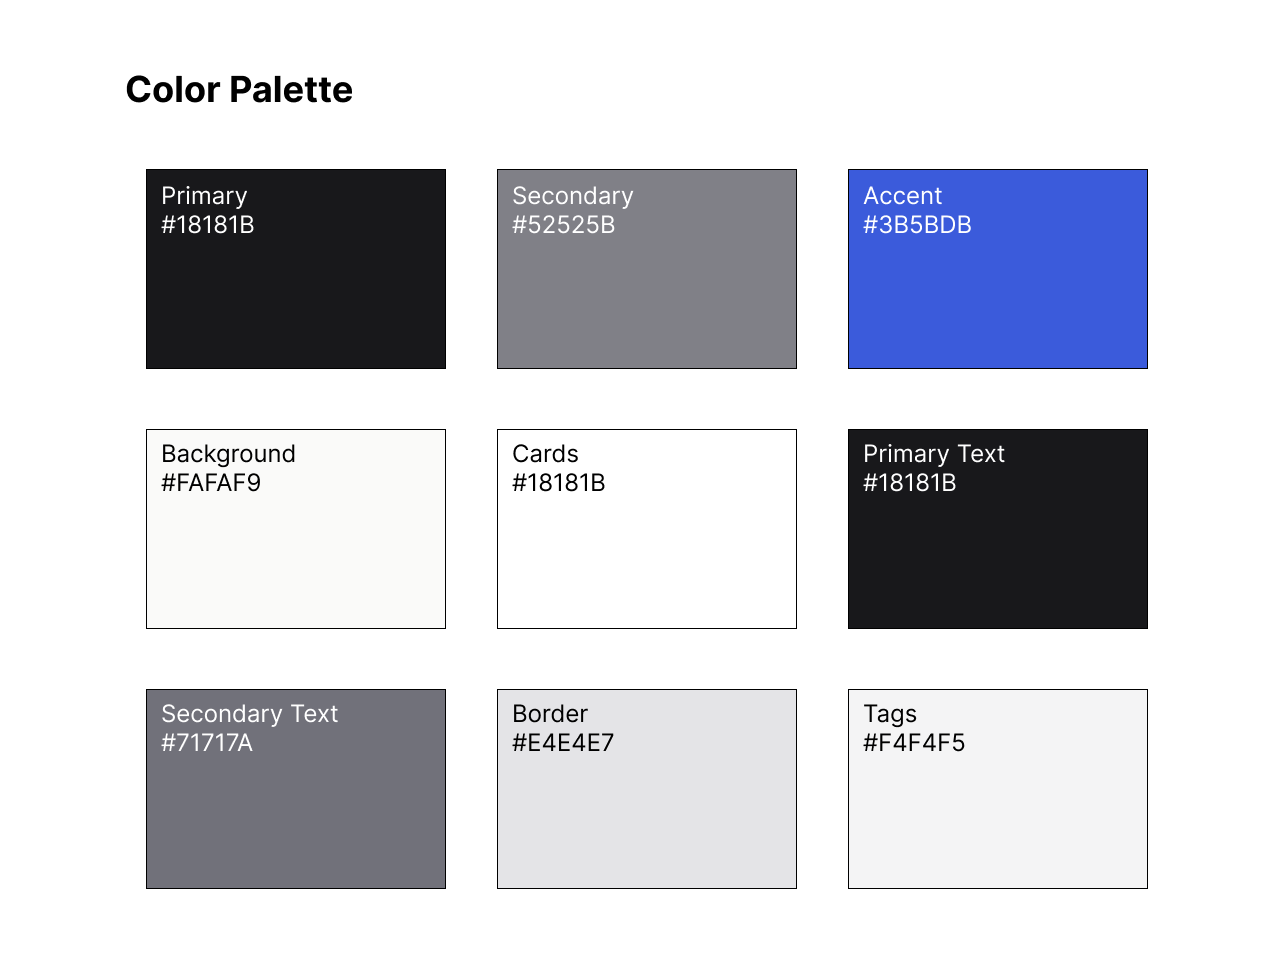 Color Palette
Primary
#18181B
Secondary
#52525B
Accent
#3B5BDB
Background
#FAFAF9
Cards
#18181B
Primary Text
#18181B
Secondary Text
#71717A
Border
#E4E4E7
Tags
#F4F4F5